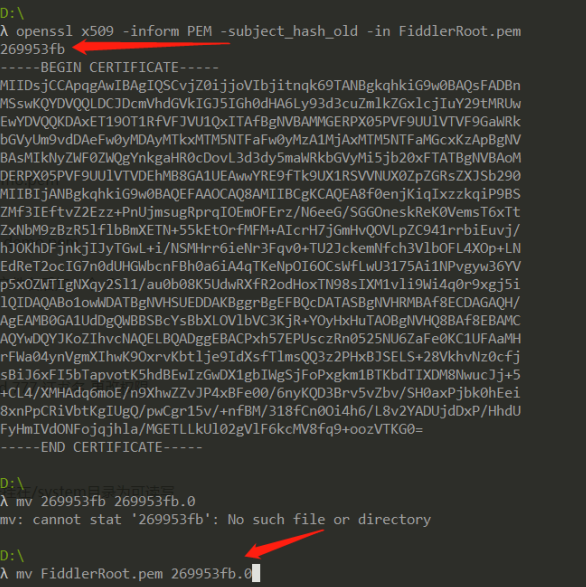 D:\
λ openssl x509 -inform PEM -subject_hash_old -in FiddlerRoot.pem
269953fb
-----BEGIN CERTIFICATE-----
MIIDsjCCApqgAwIBAgIQSCvjZ0ijjoVIbjitnqk69TANBgkqhkiG9w0BAQsFADBn
MSswKQYDVQQLDCJDcmVhdGVkIGJ5IGh0dHA6Ly93d3cuZmlkZGxlcjIuY29tMRUw
EwYDVQQKDAxET19OT1RfVFJVU1QxITAfBgNVBAMMGERPX05PVF9UUlVTVF9GaWRk
bGVyUm9vdDAeFw0yMDAyMTkxMTM5NTFaFw0yMzA1MjAxMTM5NTFaMGcxKzApBgNV
BAsMIkNyZWF0ZWQgYnkgaHR0cDovL3d3dy5maWRkbGVyMi5jb20xFTATBgNVBAoM
DERPX05PVF9UUlVTVDEhMB8GA1UEAwwYRE9fTk9UX1RSVVNUX0ZpZGRsZXJSb290
MIIBIjANBgkqhkiG9w0BAQEFAAOCAQ8AMIIBCgKCAQEA8f0enjKiqIxzzkqiP9BS
ZMf3IEftvZ2Ezz+PnUjmsugRprqIOEmOFErz/N6eeG/SGGOneskReK0VemsT6xTt
ZxNbM9zBzR5lflbBmXETN+55kEtOrfMFM+AIcrH7jGmHvQOVLpZC941rrbiEuvj/
hJOKhDFjnkjIJyTGwL+i/NSMHrr6ieNr3Fqv0+TU2JckemNfch3VlbOFL4XOp+LN
EdReT2ocIG7n0dUHGWbcnFBh0a6iA4qTKeNpOI6OCsWfLwU3175Ai1NPvgyw36YV
p5xOZWTIgNXqy2Sl1/au0b08K5UdwRXfR2odHoxTN98sIXM1vli9Wi4q0r9xgj5i
lQIDAQABo1owWDATBgNVHSUEDDAKBggrBgEFBQcDATASBgNVHRMBAf8ECDAGAQH/
AgEAMB0GA1UdDgQWBBSBcYsBbXLOVlbVC3KjR+YOyHxHuTAOBgNVHQ8BAf8EBAMC
AQYwDQYJKoZIhvcNAQELBQADggEBACPxh57EPUsczRn0525NU6ZaFe0KC1UFAaMH
rFWa04ynVgmXIhwK9OxrvKbtlje9IdXsfTlmsQQ3z2PHxBJSELS+28VkhvNz0cfj
sBiJ6xFI5bTapvotK5hdBEwIzGwDX1gbIWgSjFoPxgkm1BTKbdTIXDM8NwucJj+5
+CL4/XMHAdq6moE/n9XhwZZvJP4xBFe00/6nyKQD3Brv5vZbv/SH0axPjbk0hEei
8xnPpCRiVbtKgIUgQ/pwCgr15v/+nfBM/318fCn0Oi4h6/L8v2YADUjdDxP/HhdU
FyHmIVdONFojqjhla/MGETLLkUl02gVlF6kcMV8fq9+oozVTKG0=
-----END CERTIFICATE-----
D:\
λ mv 269953fb 269953fb.0
mv: cannot stat '269953fb': No such file or directory
D:\
λ mv FiddlerRoot.pem 269953fb.0